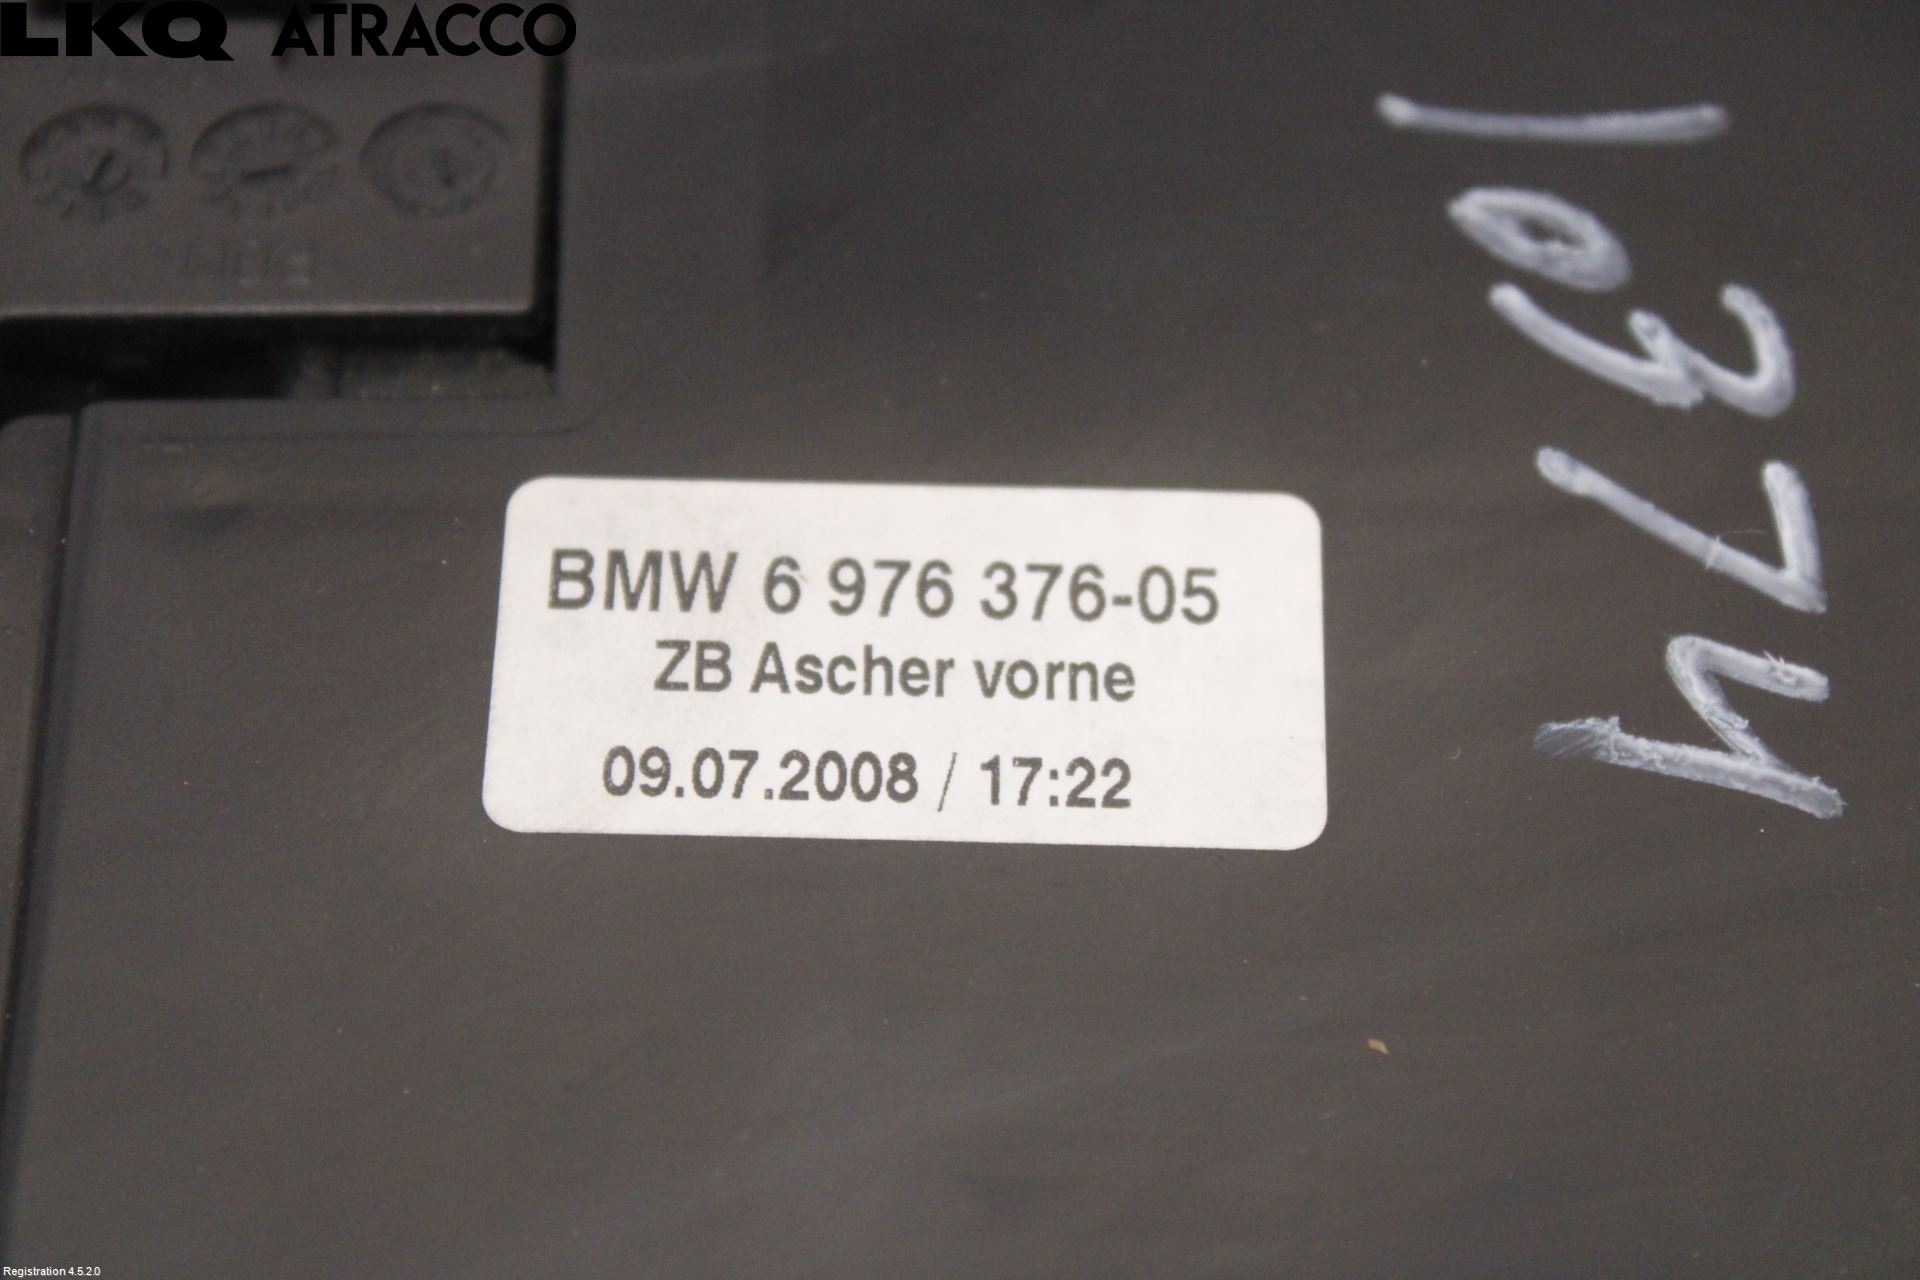 LKQ ATRACCO
BMW 6 976 376-05
ZB Ascher vorne
09.07.2008 / 17:22
10374
Registration 4.5.2.0